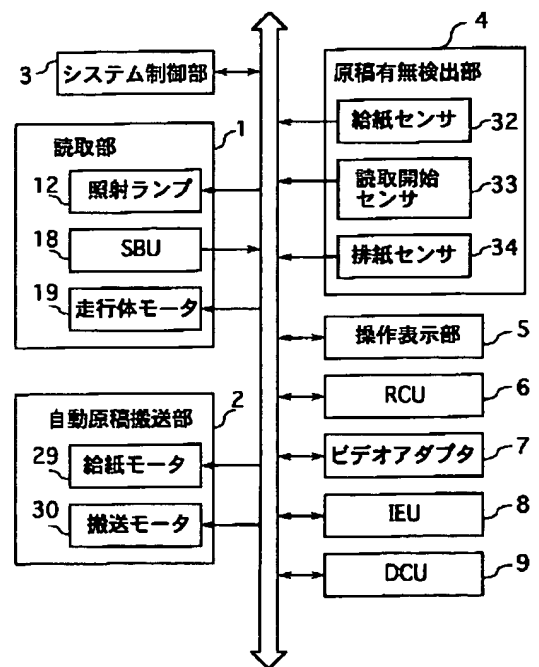 3
システム制御部
1
読取部
12
照射ランプ
18
SBU
19
走行体モータ
2
自動原稿搬送部
29
給紙モータ
30
搬送モータ
4
原稿有無検出部
給紙センサ
32
読取開始
センサ
33
排紙センサ
34
操作表示部
5
RCU
6
ビデオアダプタ
7
IEU
8
DCU
9